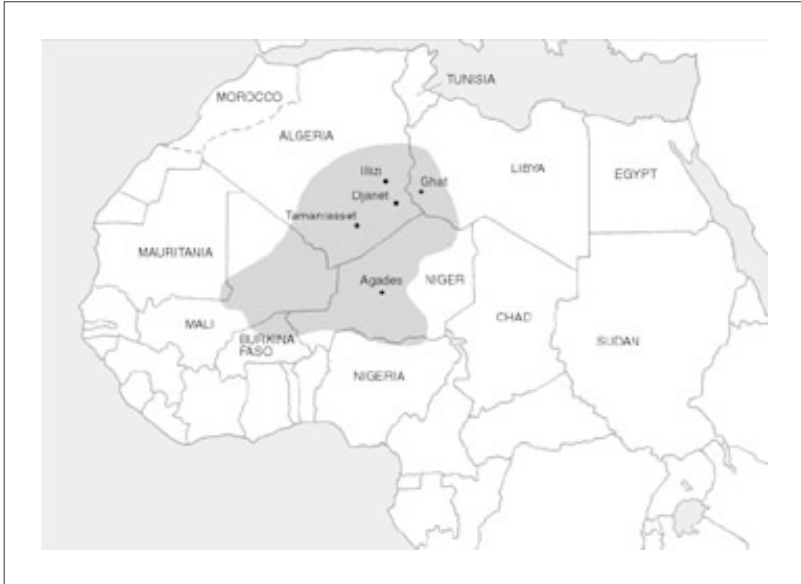 TUNISIA
MOROCCO
ALGERIA
Illizi
Ghat
LIBYA
EGYPT
Djanet
Tamanrasset
MAURITANIA
Agades
NIGER
MALI
CHAD
BURKINA
FASO
SUDAN
NIGERIA